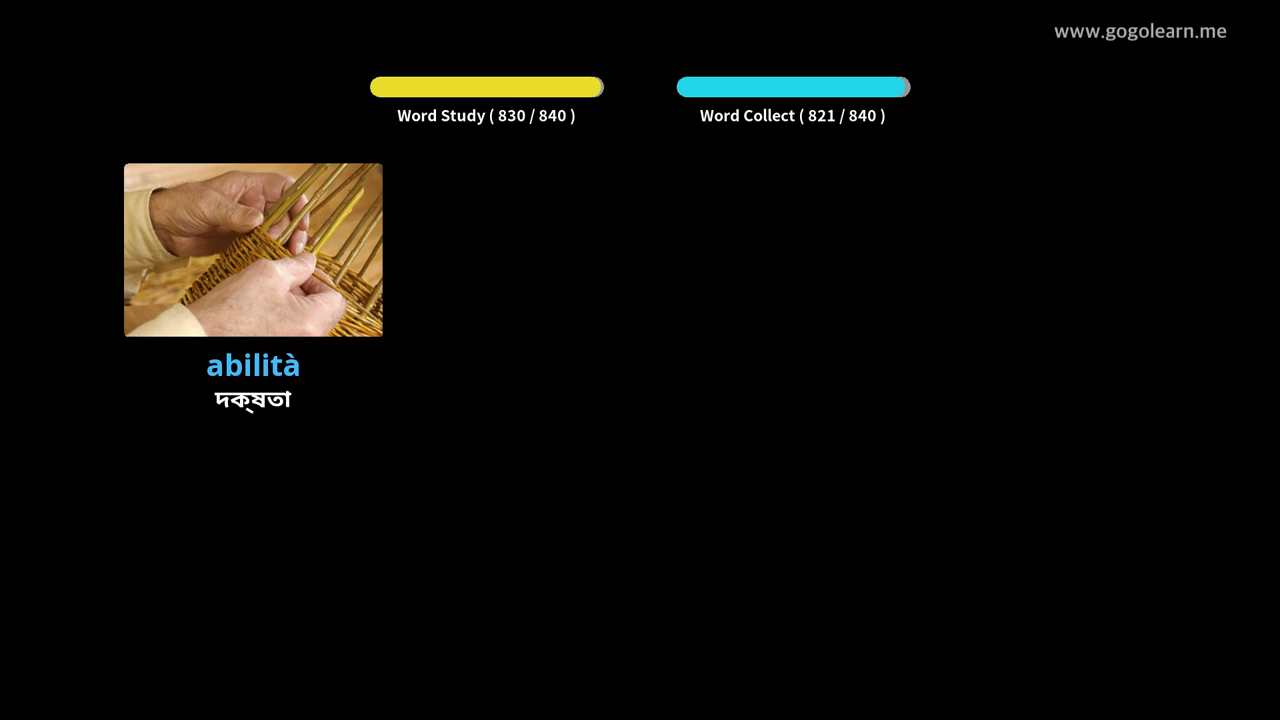 www.gogolearn.me
Word Study ( 830 / 840 )
Word Collect ( 821 / 840 )
abilità
দক্ষতা